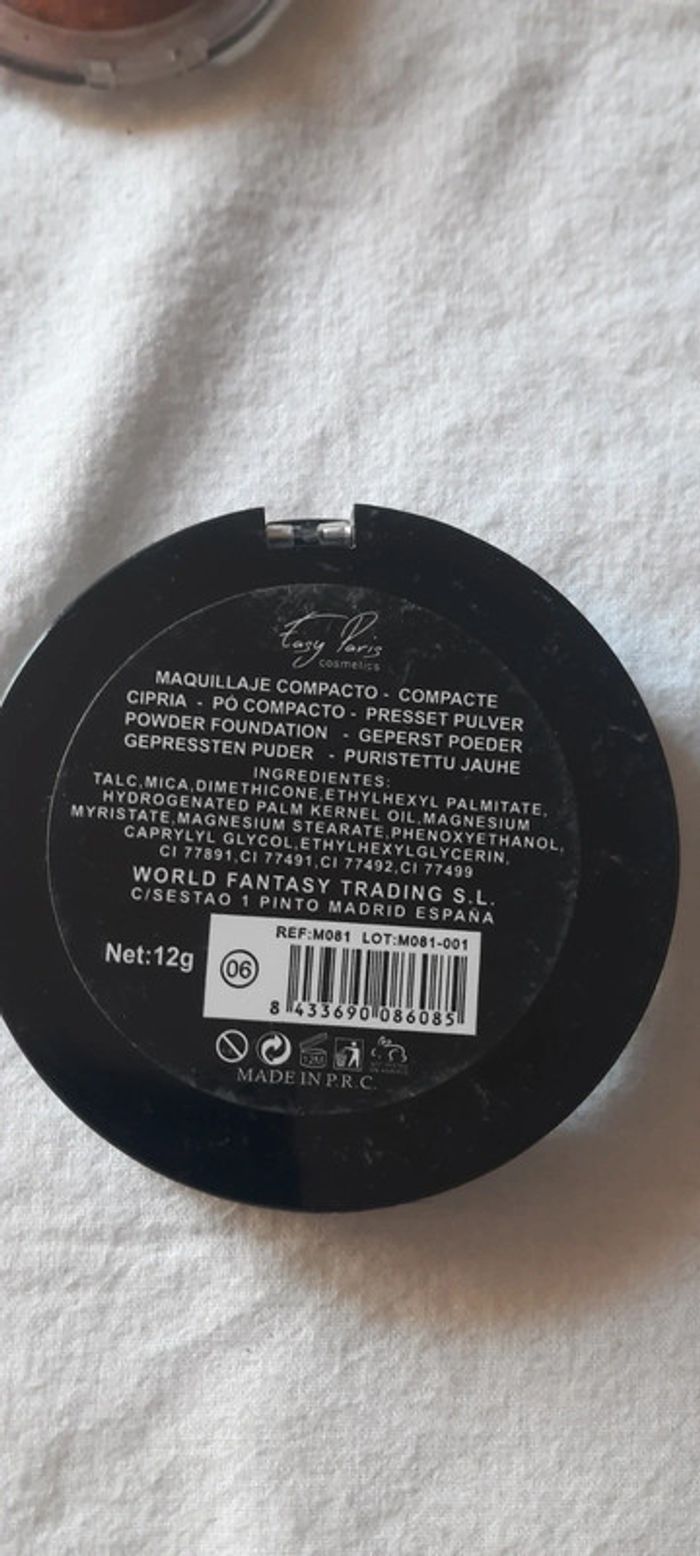 Easy Paris
cosmetics
MAQUILLAJE COMPACTO - COMPACTE
CIPRIA - PÓ COMPACTO - PRESSET PULVER
POWDER FOUNDATION - GEPERST POEDER
GEPRESSTEN PUDER - PURISTETTU JAUHE
INGREDIENTES:
TALC,MICA,DIMETHICONE,ETHYLHEXYL PALMITATE,
HYDROGENATED PALM KERNEL OIL,MAGNESIUM
MYRISTATE,MAGNESIUM STEARATE,PHENOXYETHANOL,
CAPRYLYL GLYCOL,ETHYLHEXYLGLYCERIN,
CI 77891,CI 77491,CI 77492,CI 77499
WORLD FANTASY TRADING S.L.
C/SESTAO 1 PINTO MADRID ESPAÑA
REF:M081 LOT:M081-001
Net:12g
06
8 433690 086085
12M
MADE IN P.R.C.